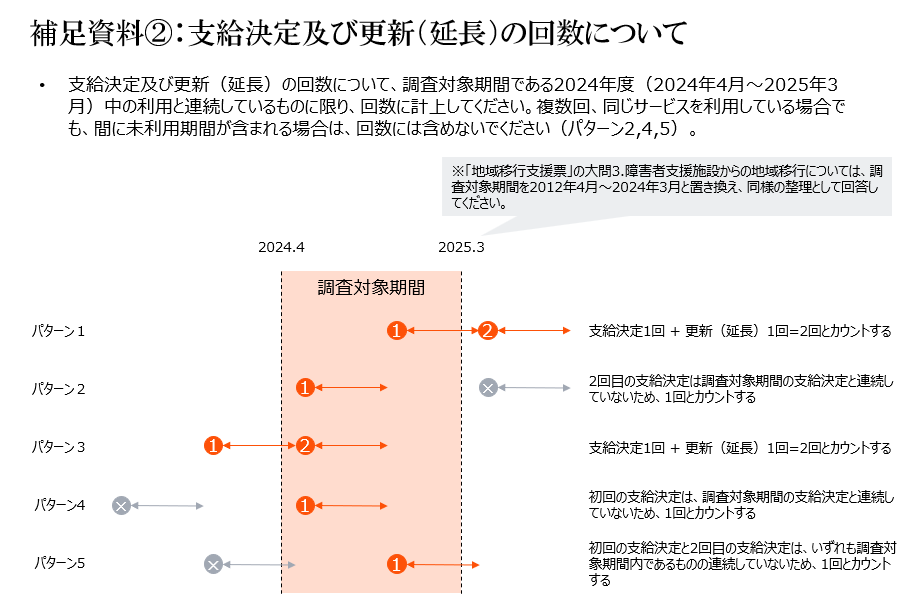 補足資料②：支給決定及び更新（延長）の回数について
• 支給決定及び更新（延長）の回数について、調査対象期間である2024年度（2024年4月～2025年3
月）中の利用と連続しているものに限り、回数に計上してください。複数回、同じサービスを利用している場合で
も、間に未利用期間が含まれる場合は、回数には含めないでください（パターン2,4,5）。
※「地域移行支援票」の大問3.障害者支援施設からの地域移行については、調
査対象期間を2012年4月～2024年3月と置き換え、同様の整理として回答し
てください。
2024.4
2025.3
調査対象期間
パターン１
1
2
支給決定1回 + 更新（延長）1回=2回とカウントする
パターン２
1
×
2回目の支給決定は調査対象期間の支給決定と連続し
ていないため、1回とカウントする
パターン３
1
2
支給決定1回 + 更新（延長）1回=2回とカウントする
パターン4
×
1
初回の支給決定は、調査対象期間の支給決定と連続し
ていないため、1回とカウントする
パターン5
×
1
初回の支給決定と2回目の支給決定は、いずれも調査対
象期間内であるものの連続していないため、1回とカウント
する